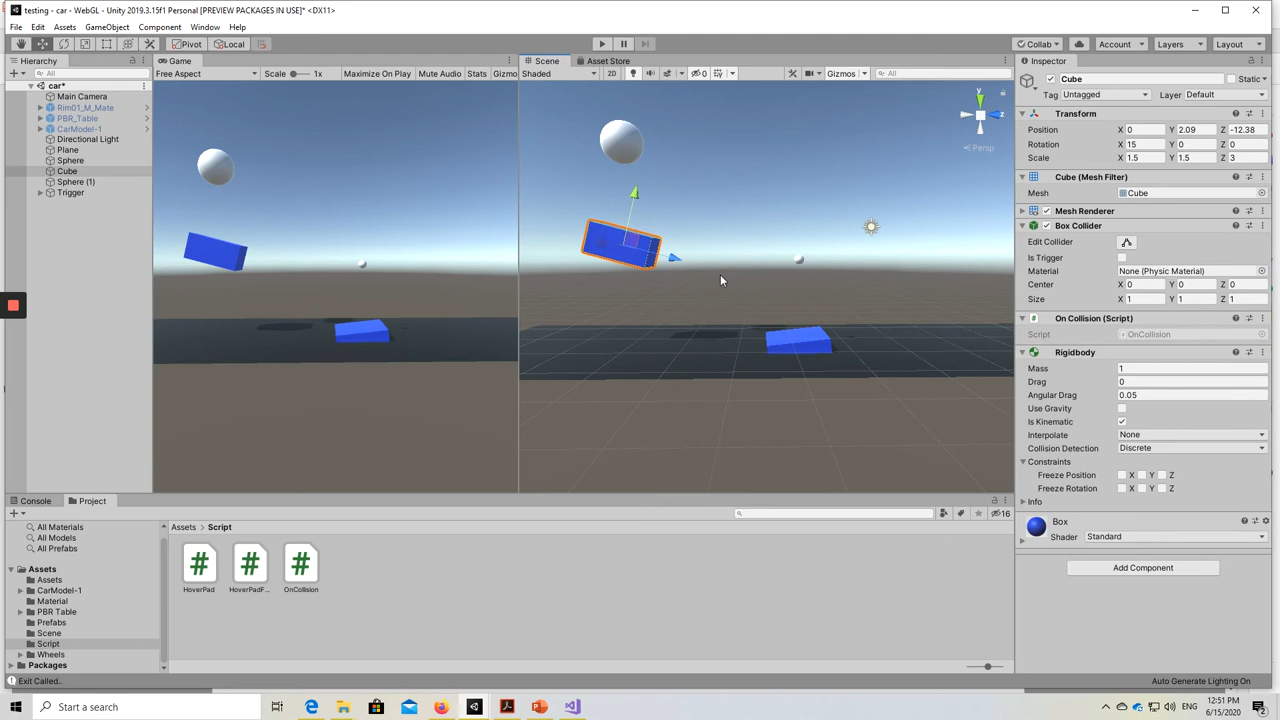 testing - car - WebGL - Unity 2019.3.15f1 Personal [PREVIEW PACKAGES IN USE]* <DX11>
File Edit Assets GameObject Component Window Help
Pivot Local Collab Account Layers Layout
Hierarchy Game Scene Asset Store Inspector
All Free Aspect Scale 1x Maximize On Play Mute Audio Stats Gizmo Shaded 2D 0 Gizmos All
car*
Main Camera
Rim01_M_Mate
PBR_Table
CarModel-1
Directional Light
Plane
Sphere
Cube
Sphere (1)
Trigger
y
z
Persp
Cube Static
Tag Untagged Layer Default
Transform
Position X 0 Y 2.09 Z -12.38
Rotation X 15 Y 0 Z 0
Scale X 1.5 Y 1.5 Z 3
Cube (Mesh Filter)
Mesh Cube
Mesh Renderer
Box Collider
Edit Collider
Is Trigger
Material None (Physic Material)
Center X 0 Y 0 Z 0
Size X 1 Y 1 Z 1
# On Collision (Script)
Script OnCollision
Rigidbody
Mass 1
Drag 0
Angular Drag 0.05
Use Gravity
Is Kinematic
Interpolate None
Collision Detection Discrete
Constraints
Freeze Position X Y Z
Freeze Rotation X Y Z
Info
Box
Shader Standard
Add Component
Console Project
16
All Materials
All Models
All Prefabs
Assets
Assets
CarModel-1
Material
PBR Table
Prefabs
Scene
Script
Wheels
Packages
Assets > Script
# # #
HoverPad HoverPadF... OnCollision
Exit Called.. Auto Generate Lighting On
Start a search
ENG
12:51 PM
6/15/2020
2